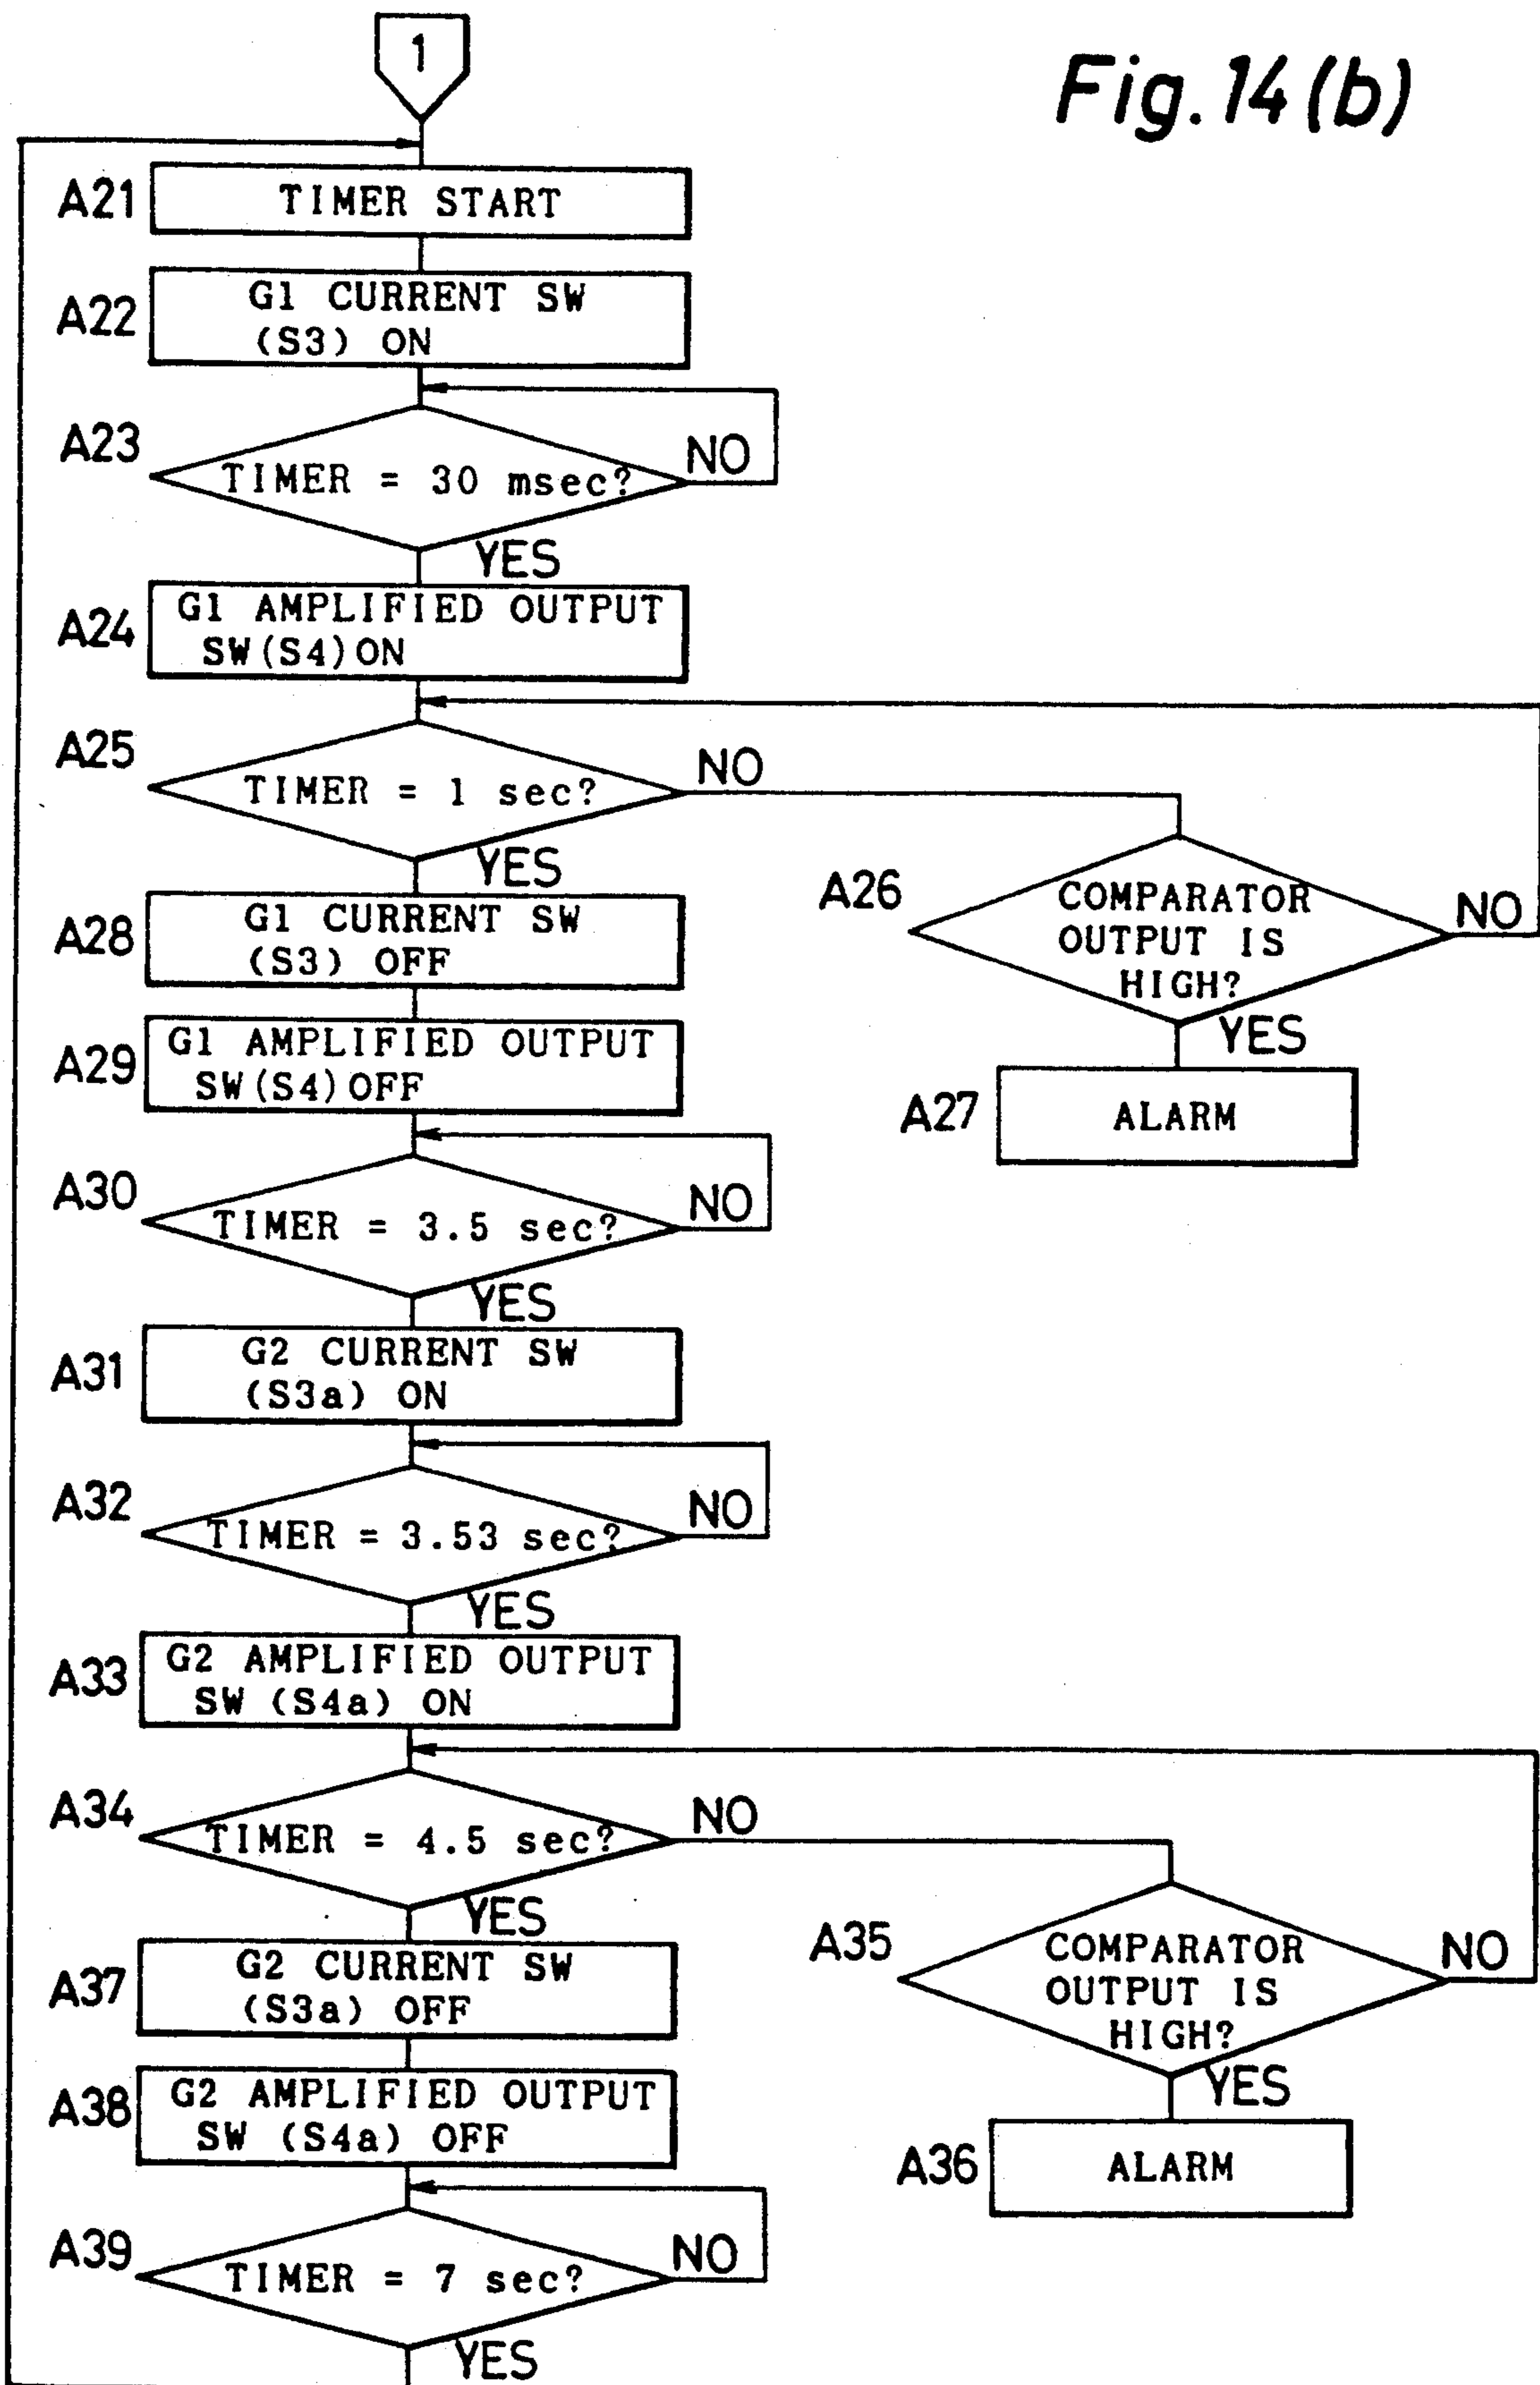 Fig. 14 (b)
1
A21
TIMER START
A22
G1 CURRENT SW
(S3) ON
A23
TIMER = 30 msec?
NO
YES
A24
G1 AMPLIFIED OUTPUT
SW(S4)ON
A25
TIMER = 1 sec?
NO
YES
A26
COMPARATOR
OUTPUT IS
HIGH?
NO
YES
A27
ALARM
A28
G1 CURRENT SW
(S3) OFF
A29
G1 AMPLIFIED OUTPUT
SW(S4)OFF
A30
TIMER = 3.5 sec?
NO
YES
A31
G2 CURRENT SW
(S3a) ON
A32
TIMER = 3.53 sec?
NO
YES
A33
G2 AMPLIFIED OUTPUT
SW (S4a) ON
A34
TIMER = 4.5 sec?
NO
YES
A35
COMPARATOR
OUTPUT IS
HIGH?
NO
YES
A36
ALARM
A37
G2 CURRENT SW
(S3a) OFF
A38
G2 AMPLIFIED OUTPUT
SW (S4a) OFF
A39
TIMER = 7 sec?
NO
YES